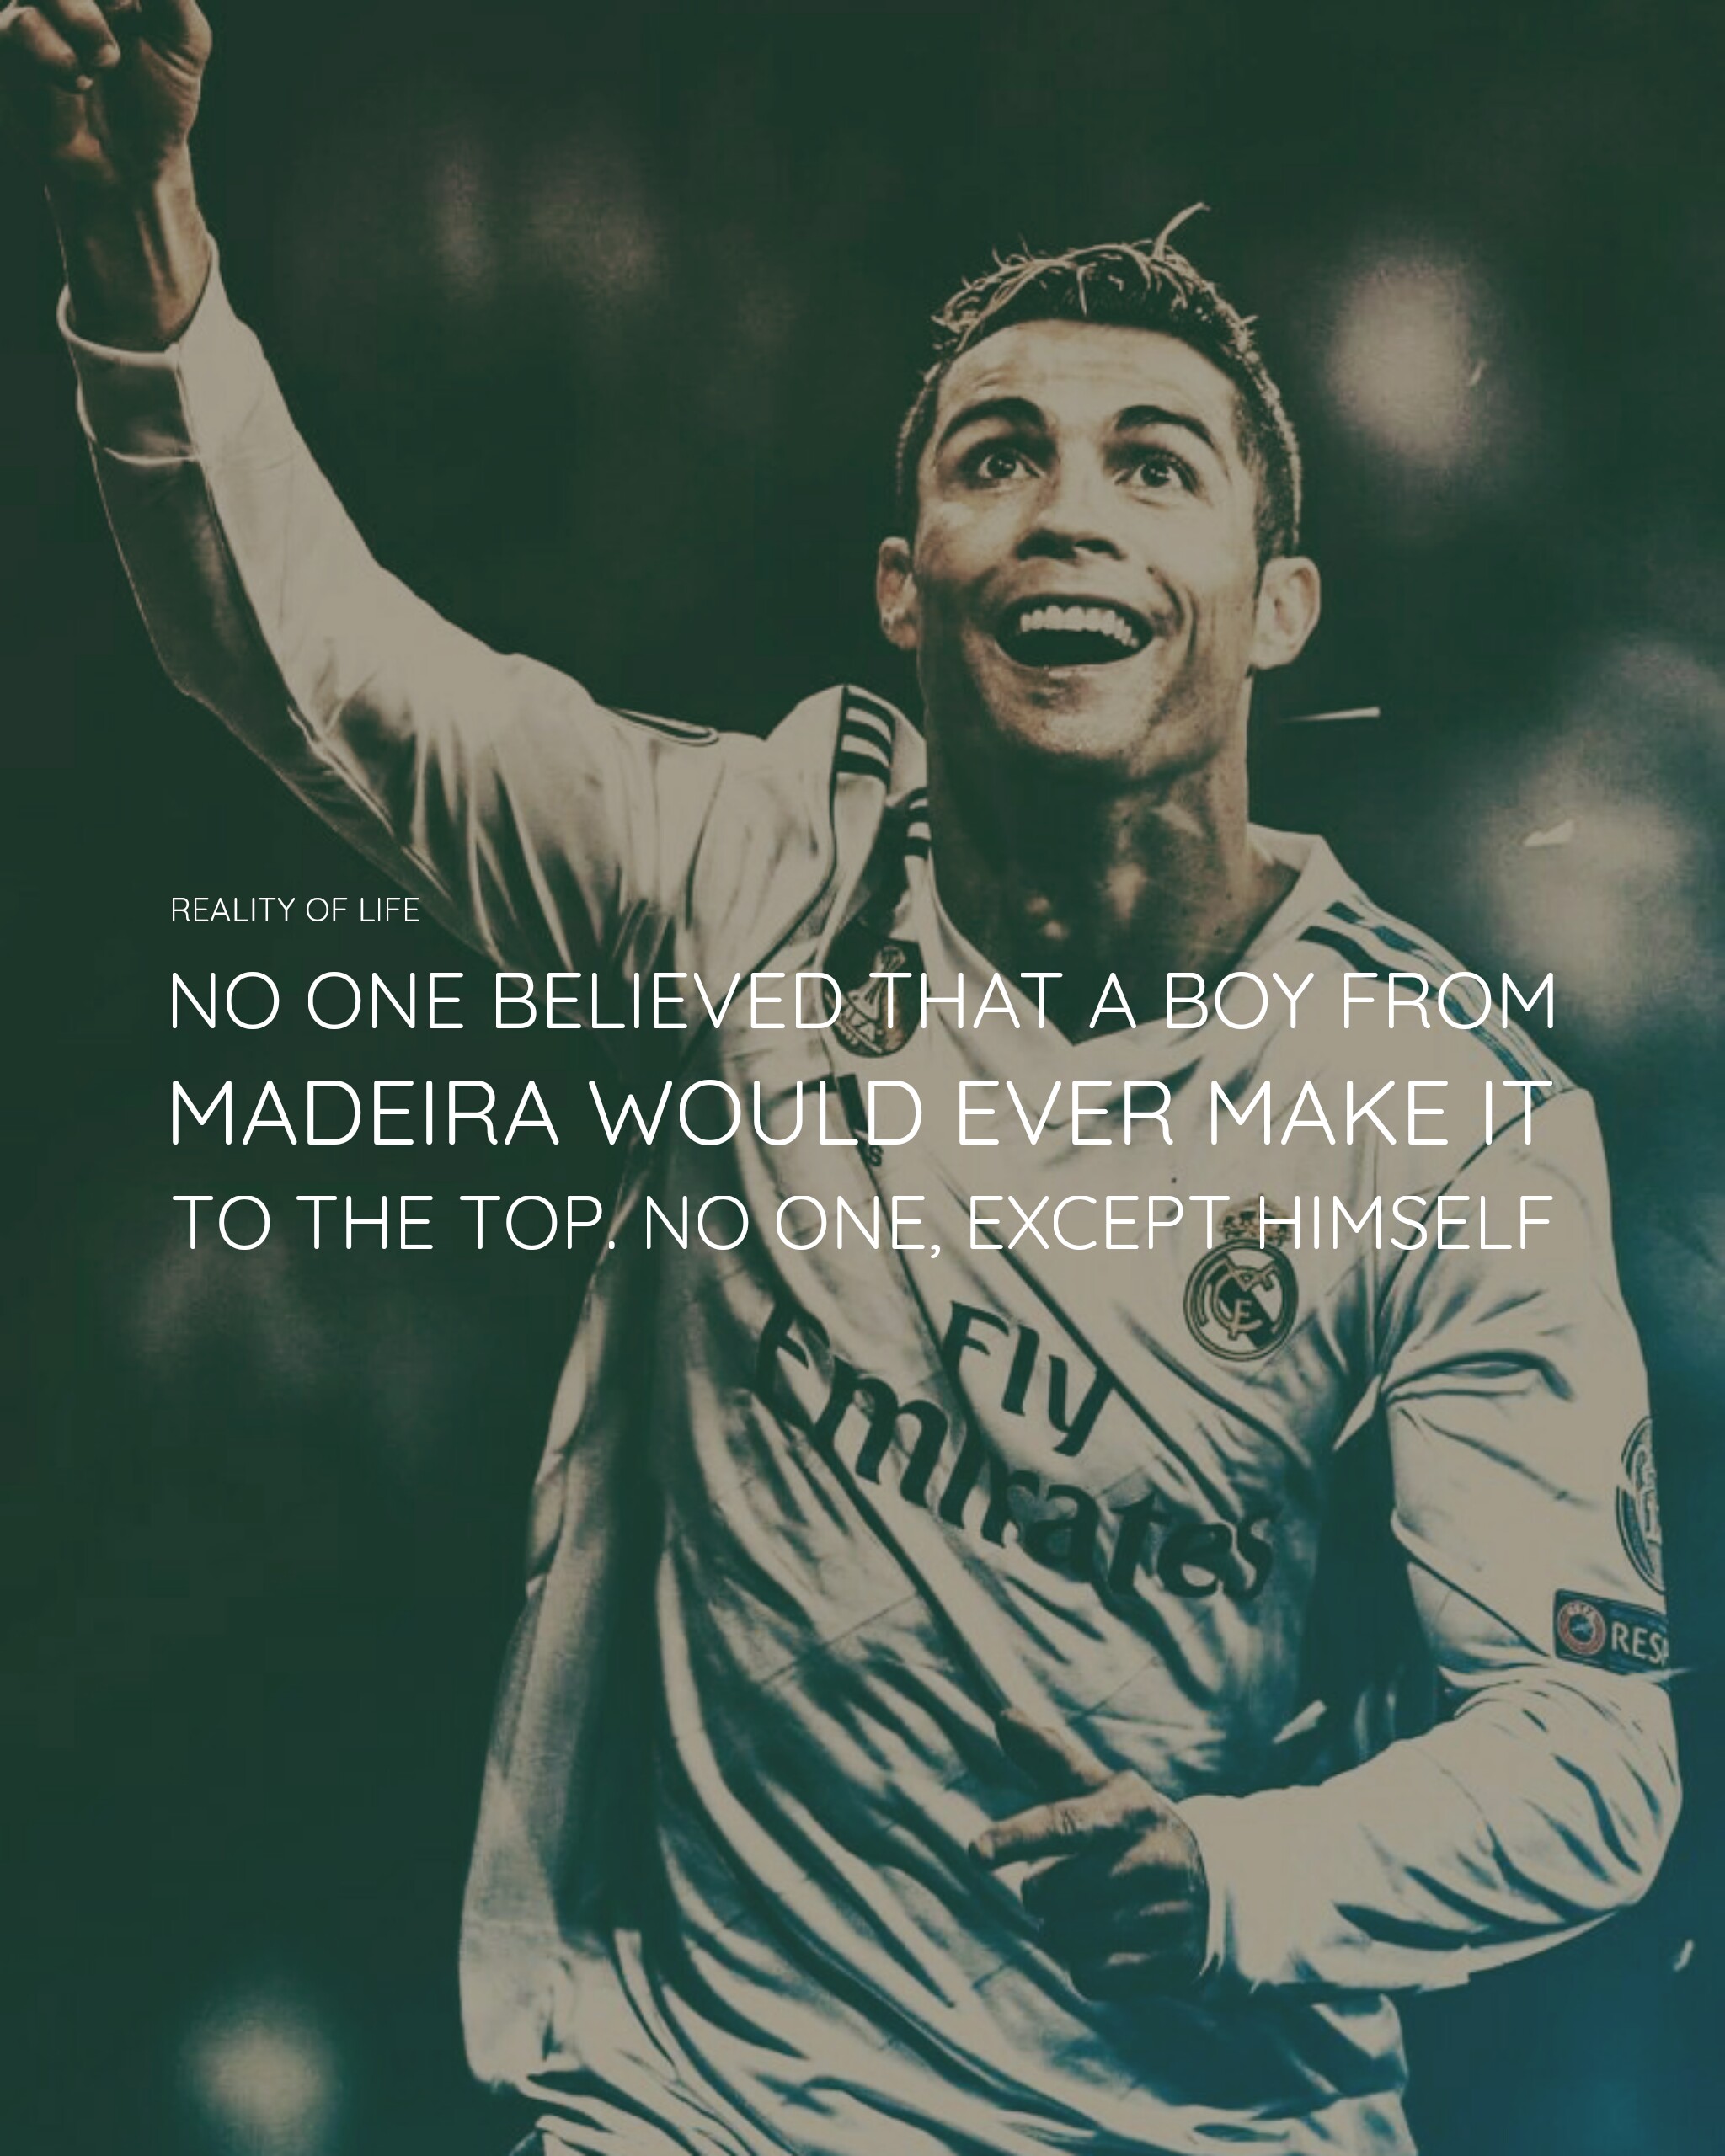 REALITY OF LIFE
NO ONE BELIEVED THAT A BOY FROM
MADEIRA WOULD EVER MAKE IT
TO THE TOP. NO ONE, EXCEPT HIMSELF
Fly
Emirates
RES